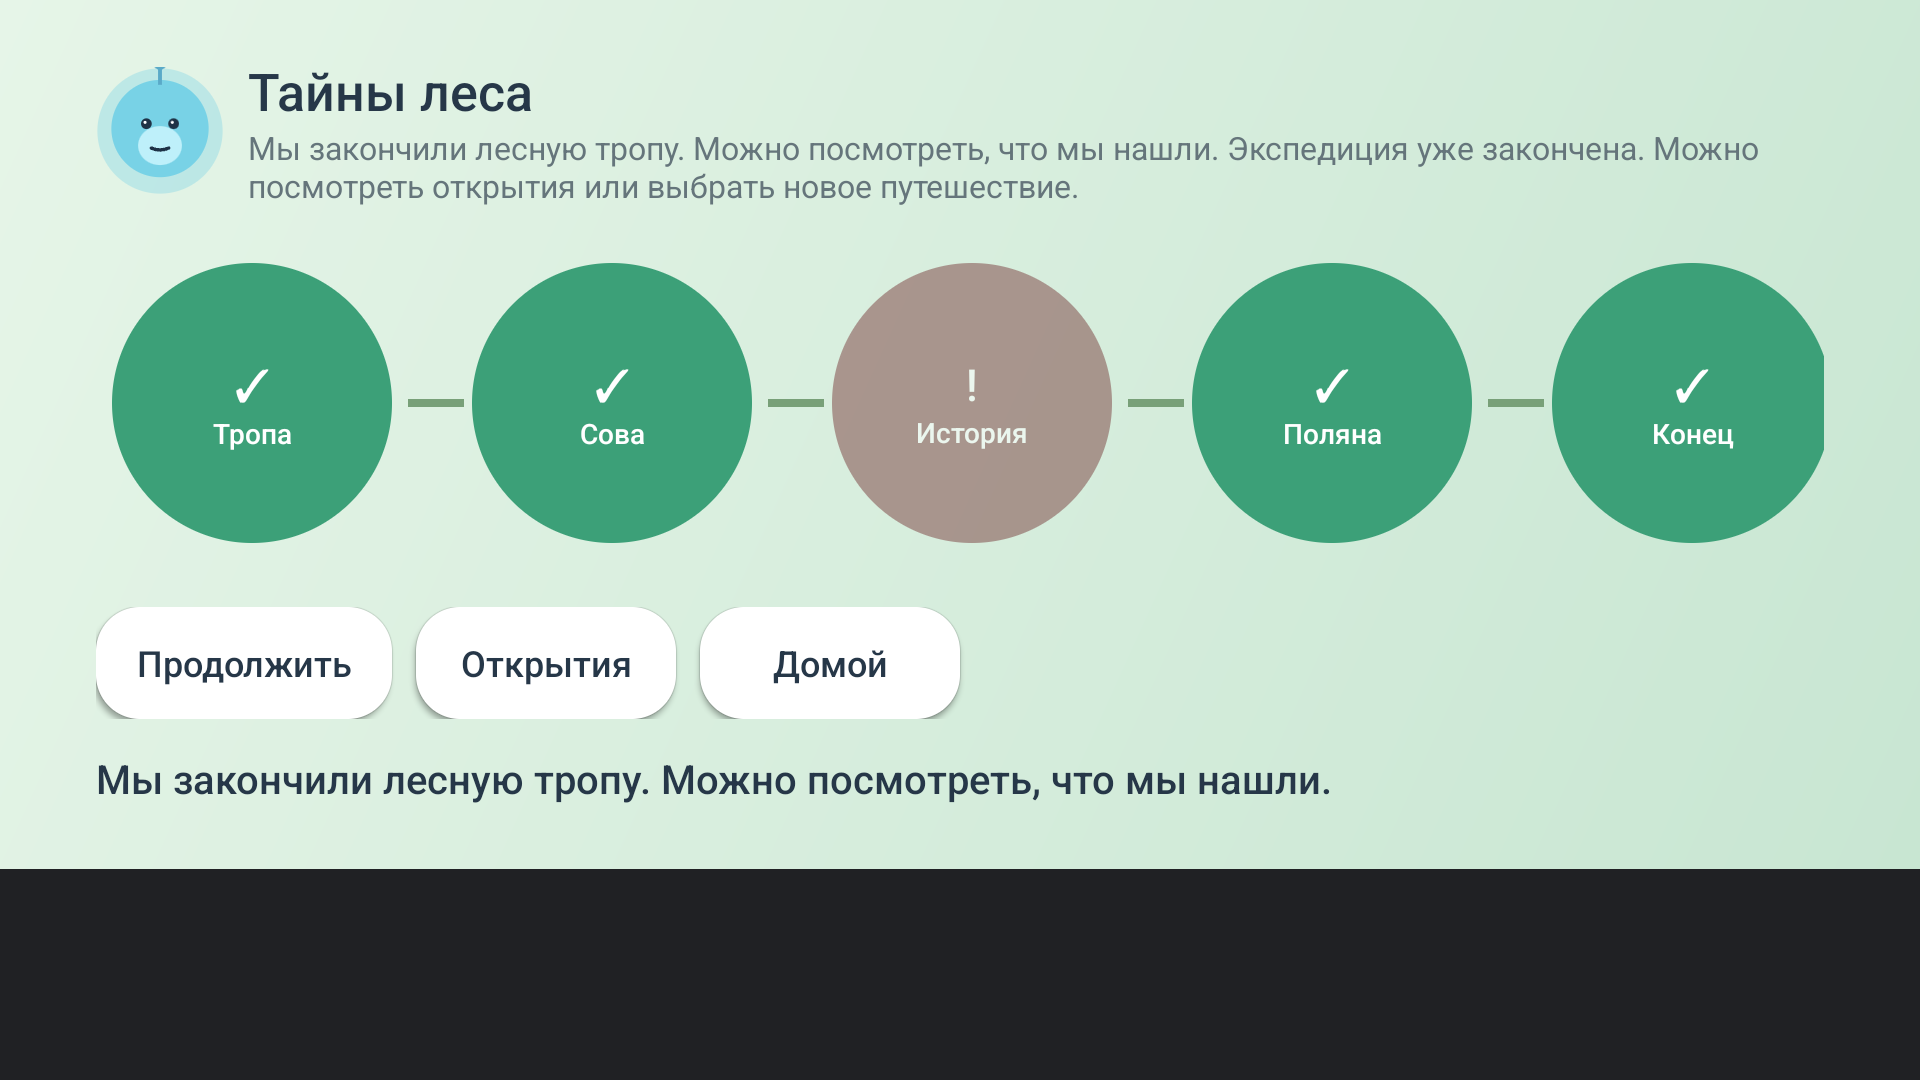 Тайны леса
Мы закончили лесную тропу. Можно посмотреть, что мы нашли. Экспедиция уже закончена. Можно
посмотреть открытия или выбрать новое путешествие.
✓ ✓ ! ✓ ✓
Тропа Сова История Поляна Конец
Продолжить Открытия Домой
Мы закончили лесную тропу. Можно посмотреть, что мы нашли.